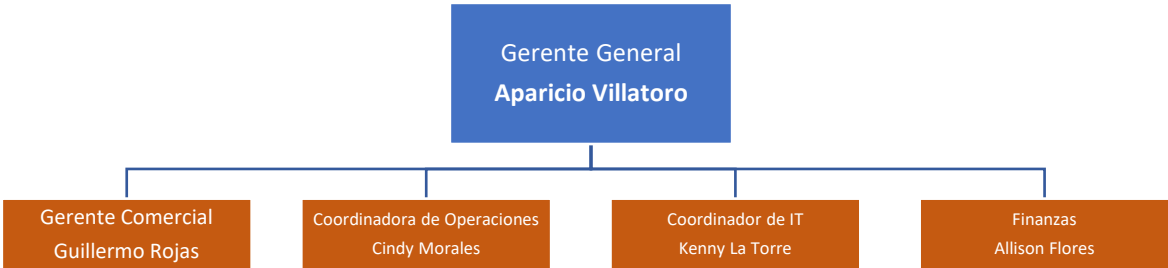 Gerente General
Aparicio Villatoro
Gerente Comercial
Guillermo Rojas
Coordinadora de Operaciones
Cindy Morales
Coordinador de IT
Kenny La Torre
Finanzas
Allison Flores